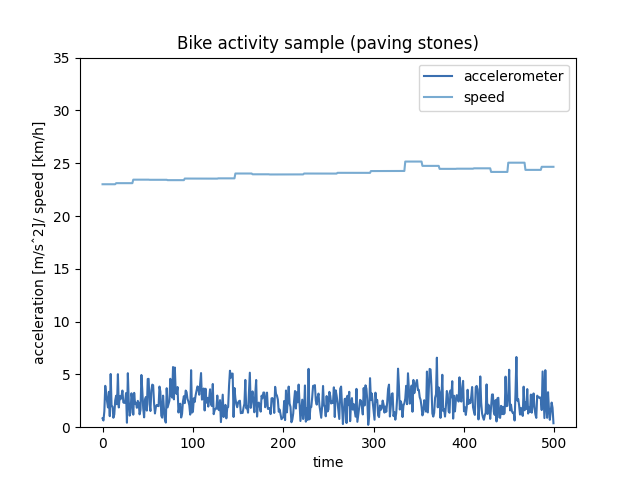 Bike activity sample (paving stones)
accelerometer
speed
acceleration [m/sˆ2]/ speed [km/h]
35
30
25
20
15
10
5
0
0 100 200 300 400 500
time